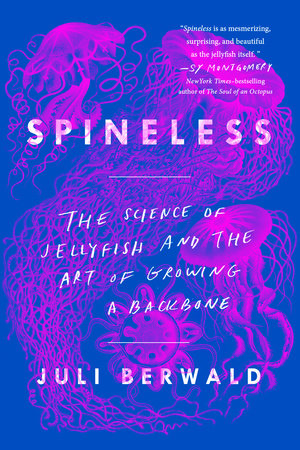 "Spineless is as mesmerizing,
surprising, and beautiful
as the jellyfish itself."
—SY MONTGOMERY
New York Times–bestselling
author of The Soul of an Octopus
SPINELESS
THE SCIENCE OF
JELLYFISH AND THE
ART OF GROWING
A BACKBONE
JULI BERWALD